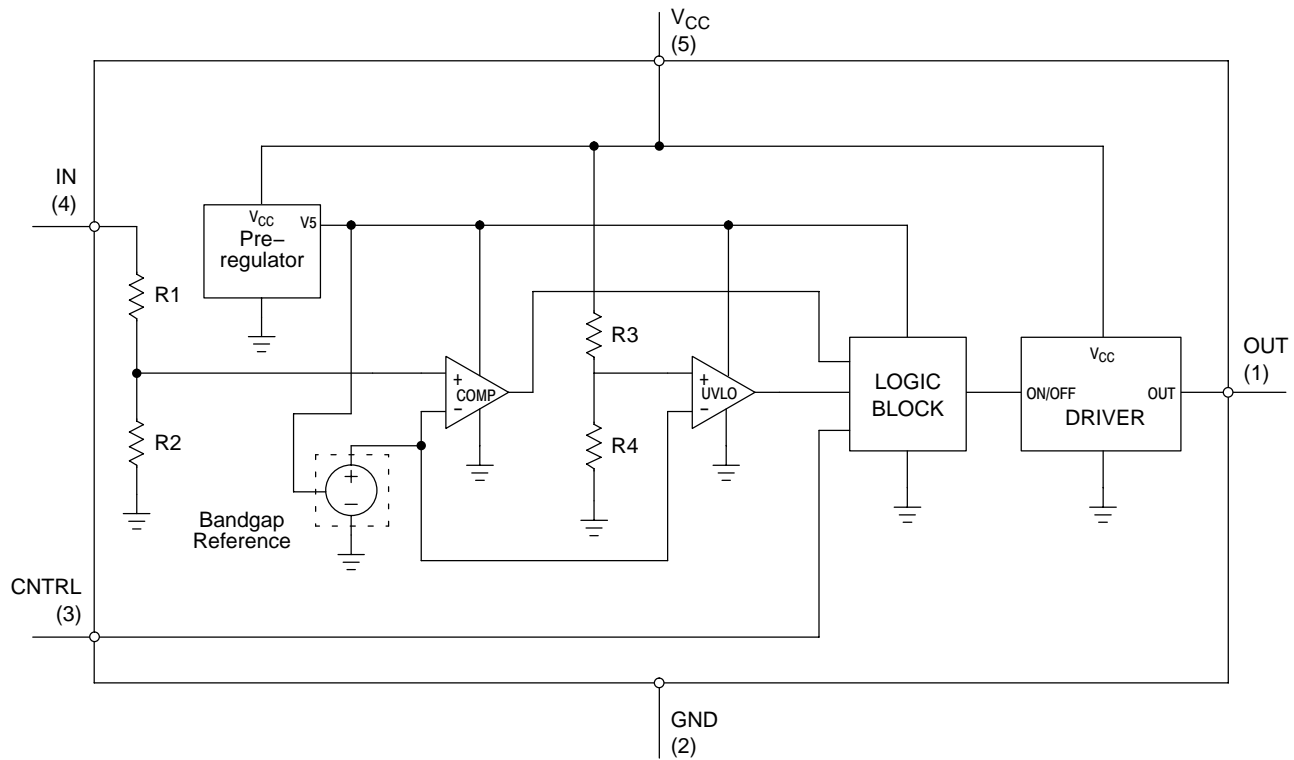 VCC
(5)
IN
(4)
VCC
V5
Pre–
regulator
R1
R3
+
–
COMP
+
–
UVLO
LOGIC
BLOCK
VCC
ON/OFF
OUT
DRIVER
OUT
(1)
R2
R4
+
–
Bandgap
Reference
CNTRL
(3)
GND
(2)